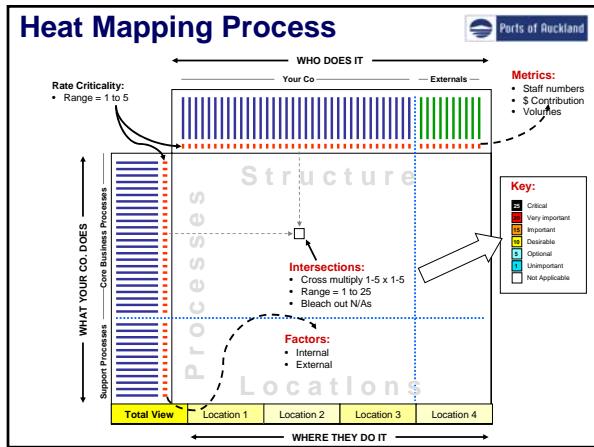 Heat Mapping Process
Ports of Auckland
WHO DOES IT
Your Co
Externals
Rate Criticality:
• Range = 1 to 5
Metrics:
• Staff numbers
• $ Contribution
• Volumes
Structure
Processes
Locations
WHAT YOUR CO. DOES
Core Business Processes
Support Processes
Intersections:
• Cross multiply 1-5 x 1-5
• Range = 1 to 25
• Bleach out N/As
Factors:
• Internal
• External
Key:
25 Critical
20 Very important
15 Important
10 Desirable
5 Optional
1 Unimportant
Not Applicable
Total View
Location 1
Location 2
Location 3
Location 4
WHERE THEY DO IT